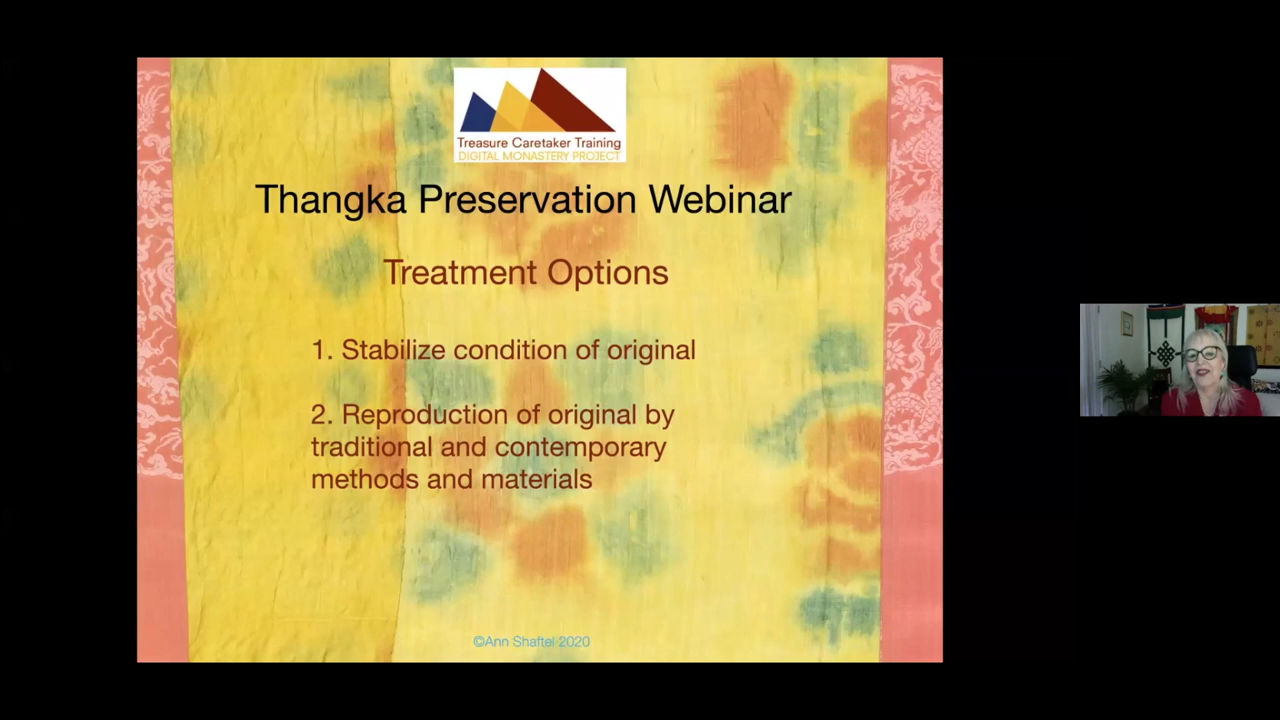 Treasure Caretaker Training
DIGITAL MONASTERY PROJECT
Thangka Preservation Webinar
Treatment Options
1. Stabilize condition of original
2. Reproduction of original by
traditional and contemporary
methods and materials
©Ann Shaftel 2020